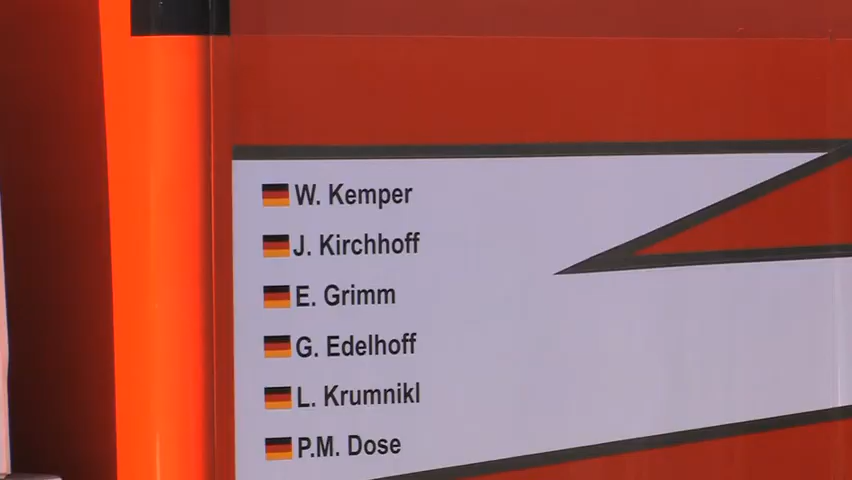 W. Kemper
J. Kirchhoff
E. Grimm
G. Edelhoff
L. Krumnikl
P.M. Dose